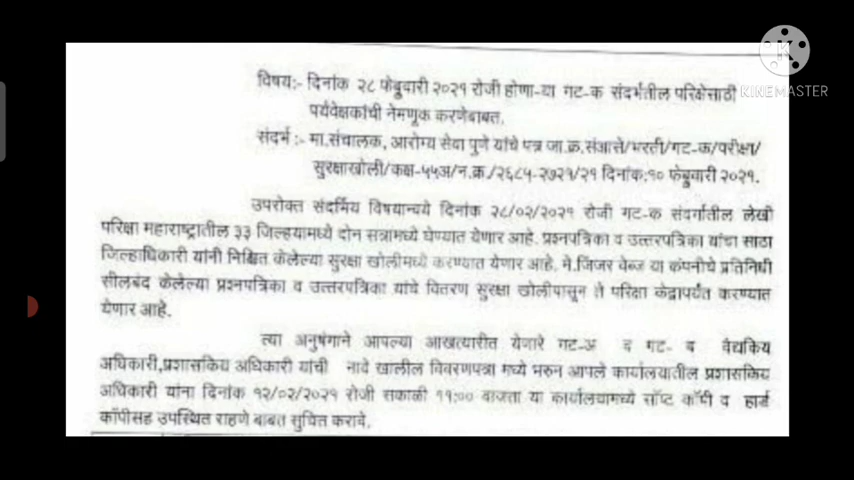 विषय:- दिनांक २८ फेब्रुवारी २०२१ रोजी होणा-या गट-क संदर्भातील परिक्षेसाठी
पर्यवेक्षकांची नेमणूक करणेबाबत.
संदर्भ :- मा.संचालक, आरोग्य सेवा पुणे यांचे पत्र जा.क्र.संआसे/भरती/गट-क/परीक्षा/
सुरक्षाखोली/कक्ष-५५अ/न.क्र./२६८५-२७२१/२१ दिनांक:१० फेब्रुवारी २०२१.
उपरोक्त संदर्मिय विषयान्वये दिनांक २८/०२/२०२१ रोजी गट-क संदर्गातील लेखी
परिक्षा महाराष्ट्रातील ३३ जिल्हयामध्ये दोन सत्रामध्ये घेण्यात येणार आहे. प्रश्नपत्रिका व उत्तरपत्रिका यांचा साठा
जिल्हाधिकारी यांनी निश्चित केलेल्या सुरक्षा खोलीमध्ये करण्यात येणार आहे. मे.जिंजर वेब्ज या कंपनीचे प्रतिनिधी
सीलबंद केलेल्या प्रश्नपत्रिका व उत्तरपत्रिका यांचे वितरण सुरक्षा खोलीपासून ते परिक्षा केंद्रापर्यंत करण्यात
येणार आहे.
त्या अनुषंगाने आपल्या आखत्यारीत येणारे गट-अ व गट- ब वैद्यकिय
अधिकारी,प्रशासकिय अधिकारी यांची नावे खालील विवरणपत्रा मध्ये भरुन आपले कार्यालयातील प्रशासकिय
अधिकारी यांना दिनांक १२/०२/२०२१ रोजी सकाळी ११:०० वाजता या कार्यालयामध्ये सॉफ्ट कॉपी व हार्ड
कॉपीसह उपस्थित राहणे बाबत सुचित करावे.
KINEMASTER